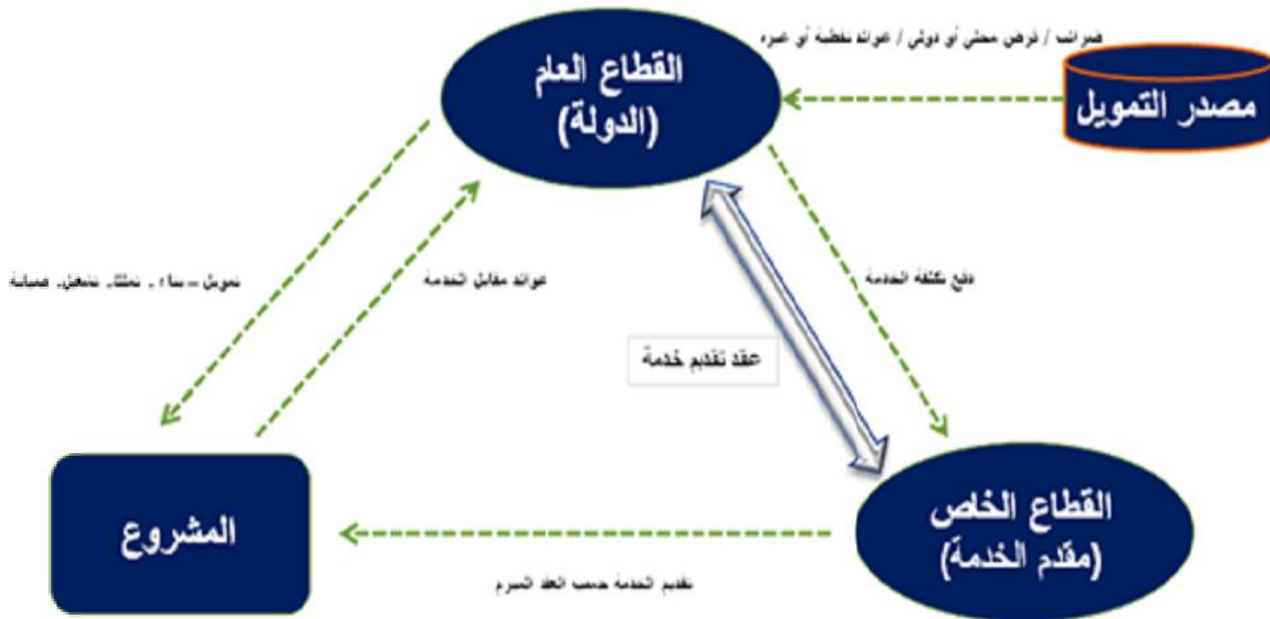 ضرائب / قرض محلي أو دولي / عوائد نفطية أو غيره
القطاع العام
(الدولة)
مصدر التمويل
تمويل – بناء - تملك - تشغيل - صيانة
عوائد مقابل الخدمة
دفع تكلفة الخدمة
عقد تقديم خدمة
القطاع الخاص
(مقدم الخدمة)
المشروع
تقديم الخدمة حسب العقد المبرم